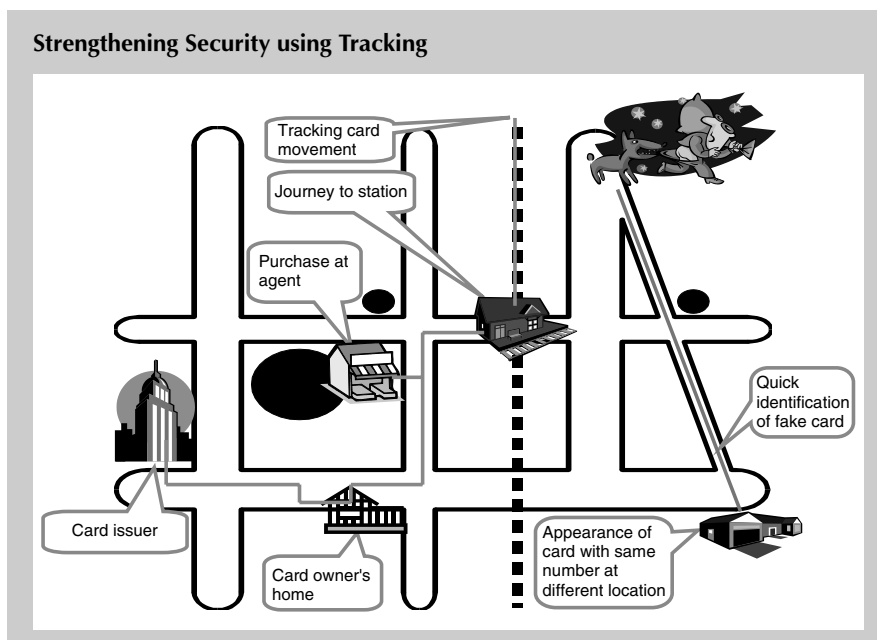 Strengthening Security using Tracking
Tracking card
movement
Journey to station
Purchase at
agent
Quick
identification
of fake card
Card issuer
Card owner's
home
Appearance of
card with same
number at
different location